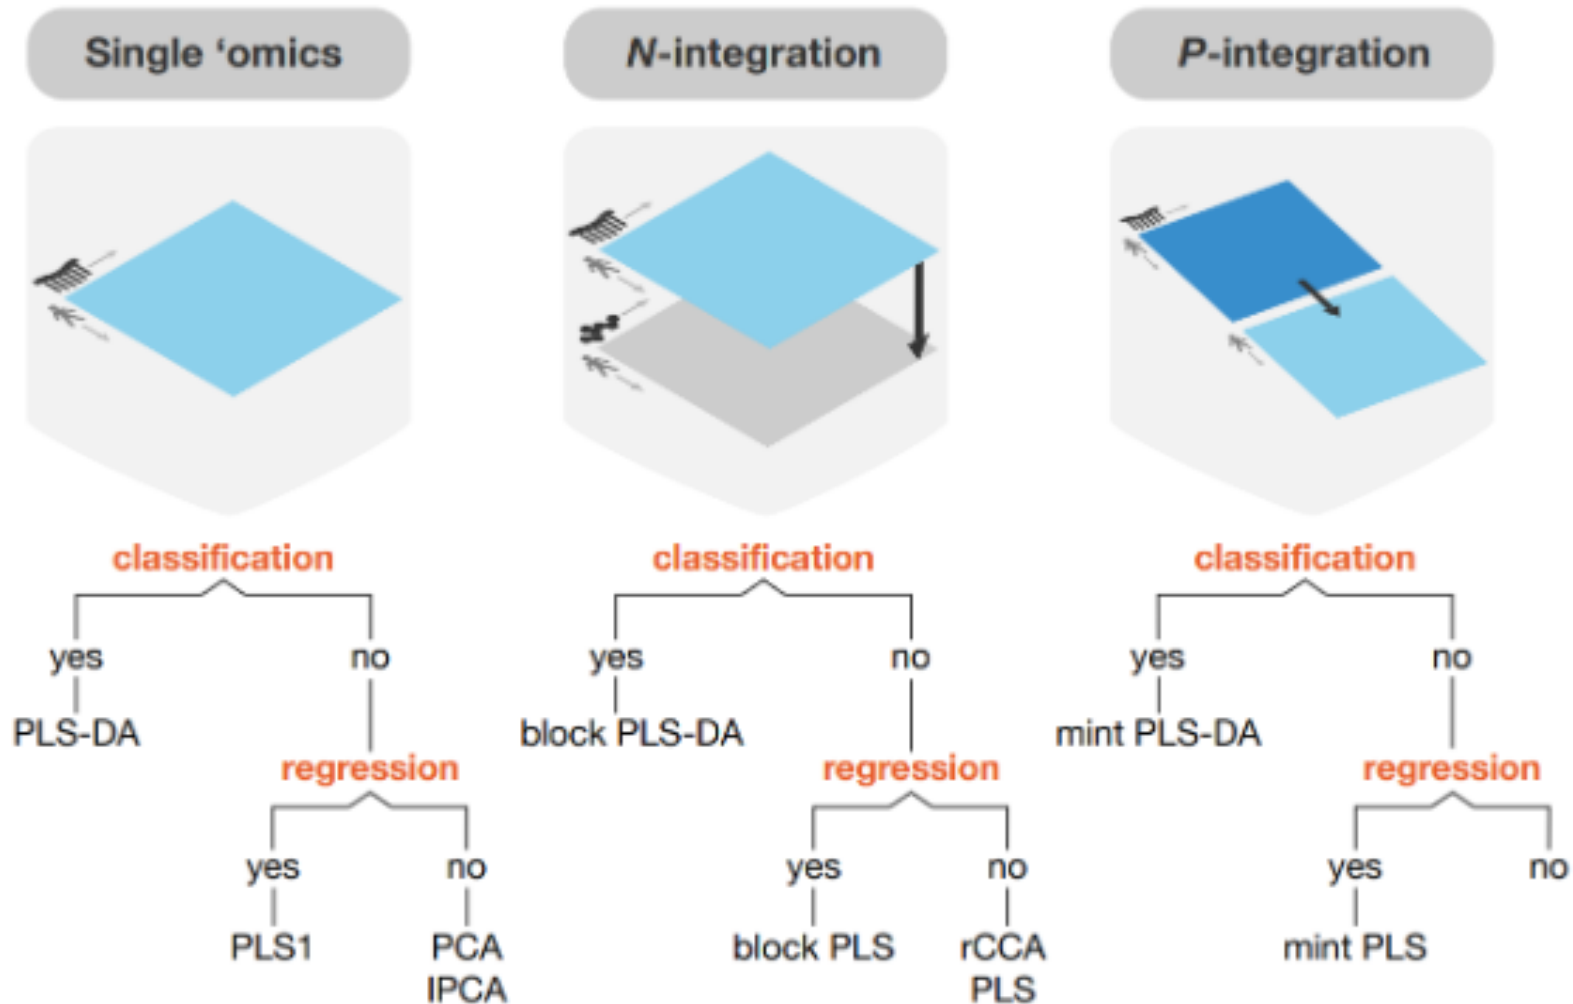 Single ‘omics
N-integration
P-integration
classification
classification
classification
yes
no
yes
no
yes
no
PLS-DA
block PLS-DA
mint PLS-DA
regression
regression
regression
yes
no
yes
no
yes
no
PLS1
PCA
block PLS
rCCA
mint PLS
IPCA
PLS